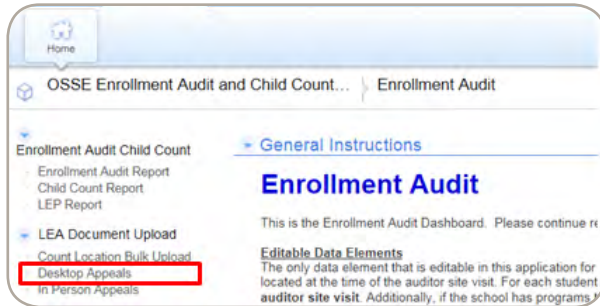 Home
OSSE Enrollment Audit and Child Count... Enrollment Audit
Enrollment Audit Child Count
Enrollment Audit Report
Child Count Report
LEP Report
LEA Document Upload
Count Location Bulk Upload
Desktop Appeals
In Person Appeals
General Instructions
Enrollment Audit
This is the Enrollment Audit Dashboard. Please continue re
Editable Data Elements
The only data element that is editable in this application for
located at the time of the auditor site visit. For each student
auditor site visit. Additionally, if the school has programs